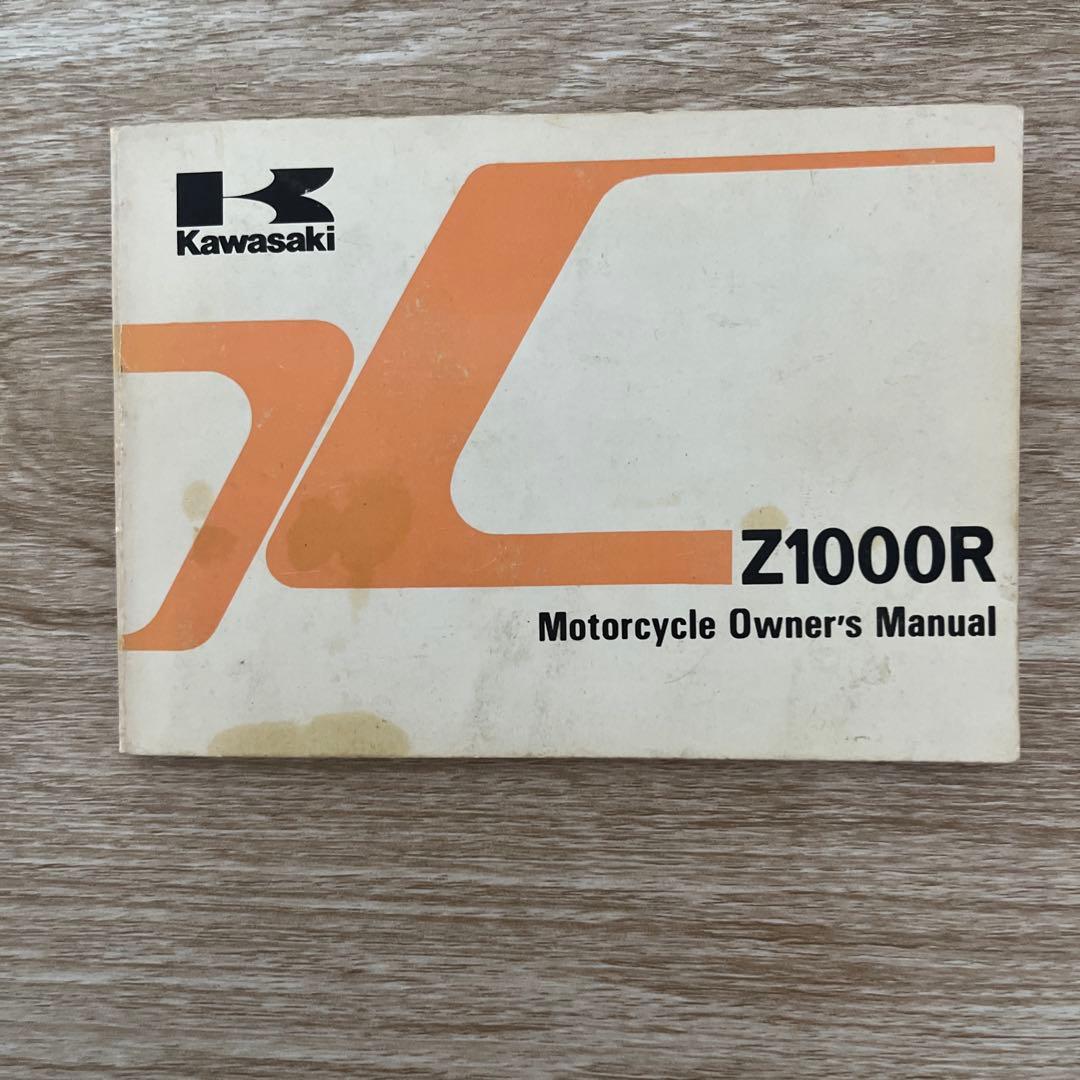 Kawasaki
Z1000R
Motorcycle Owner's Manual